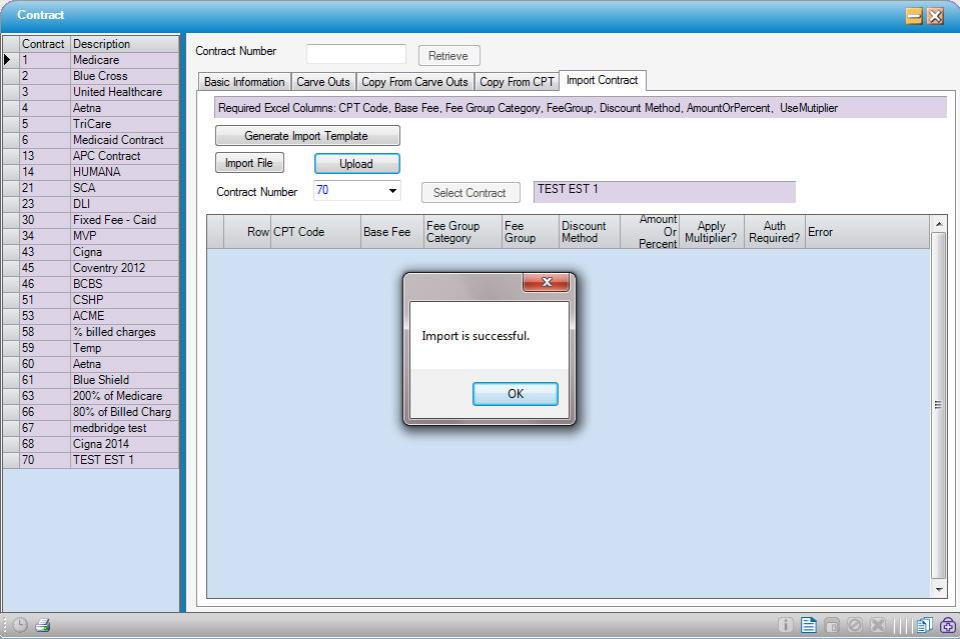 Contract
Contract Description
1 Medicare
2 Blue Cross
3 United Healthcare
4 Aetna
5 TriCare
6 Medicaid Contract
13 APC Contract
14 HUMANA
21 SCA
23 DLI
30 Fixed Fee - Caid
34 MVP
43 Cigna
45 Coventry 2012
46 BCBS
51 CSHP
53 ACME
58 % billed charges
59 Temp
60 Aetna
61 Blue Shield
63 200% of Medicare
66 80% of Billed Charg
67 medbridge test
68 Cigna 2014
70 TEST EST 1
Contract Number Retrieve
Basic Information Carve Outs Copy From Carve Outs Copy From CPT Import Contract
Required Excel Columns: CPT Code, Base Fee, Fee Group Category, FeeGroup, Discount Method, AmountOrPercent, UseMutiplier
Generate Import Template
Import File Upload
Contract Number 70 Select Contract TEST EST 1
Row CPT Code Base Fee Fee Group Category Fee Group Discount Method Amount Or Percent Apply Multiplier? Auth Required? Error
Import is successful.
OK